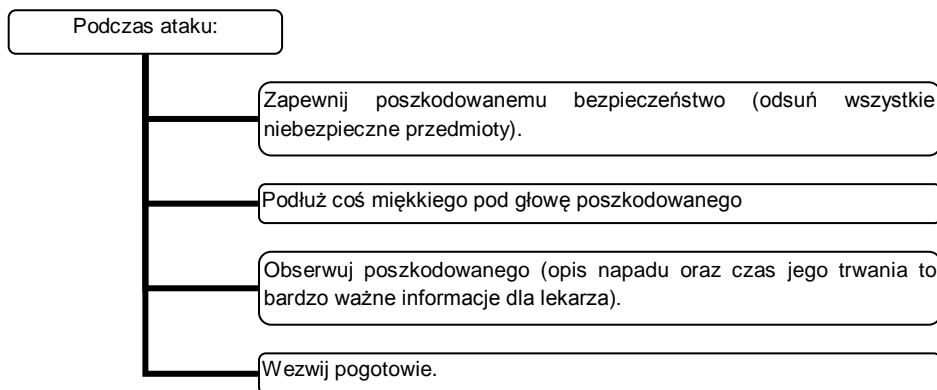 Podczas ataku:
Zapewnij poszkodowanemu bezpieczeństwo (odsuń wszystkie
niebezpieczne przedmioty).
Podłuż coś miękkiego pod głowę poszkodowanego
Obserwuj poszkodowanego (opis napadu oraz czas jego trwania to
bardzo ważne informacje dla lekarza).
Wezwij pogotowie.